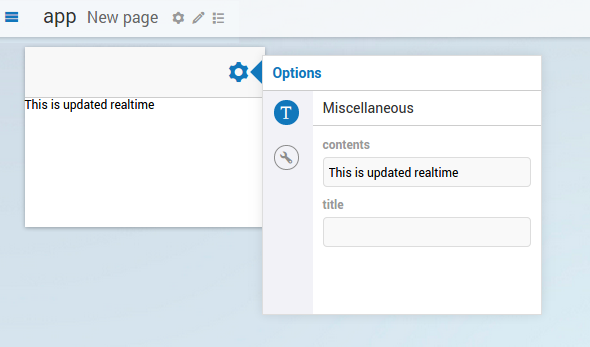 app New page
Options
This is updated realtime
T
Miscellaneous
contents
This is updated realtime
title